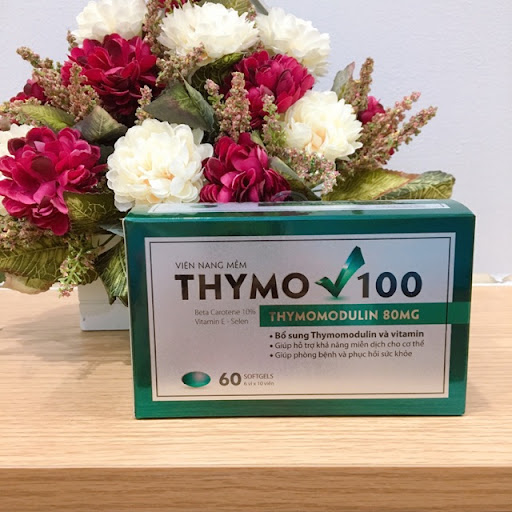 VIÊN NANG MỀM
THYMO 100
Beta Carotene 10%
Vitamin E - Selen
THYMOMODULIN 80MG
• Bổ sung Thymomodulin và vitamin
• Giúp hỗ trợ khả năng miễn dịch cho cơ thể
• Giúp phòng bệnh và phục hồi sức khỏe
60 SOFTGELS
6 vỉ x 10 viên